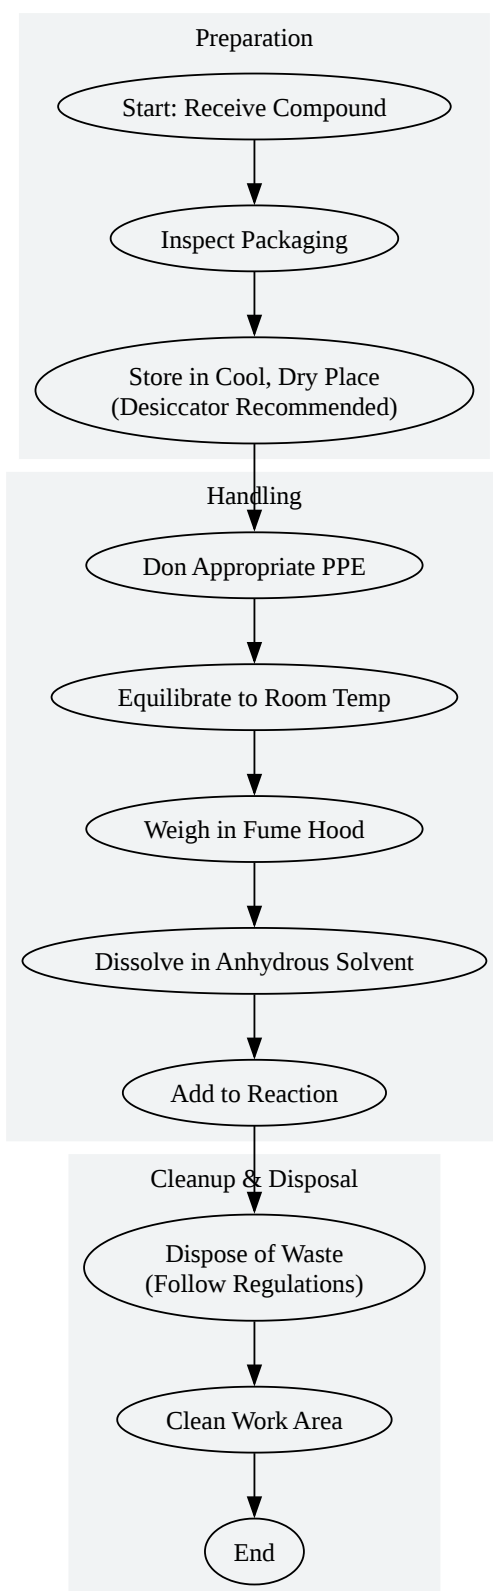 Preparation
Start: Receive Compound
Inspect Packaging
Store in Cool, Dry Place
(Desiccator Recommended)
Handling
Don Appropriate PPE
Equilibrate to Room Temp
Weigh in Fume Hood
Dissolve in Anhydrous Solvent
Add to Reaction
Cleanup & Disposal
Dispose of Waste
(Follow Regulations)
Clean Work Area
End